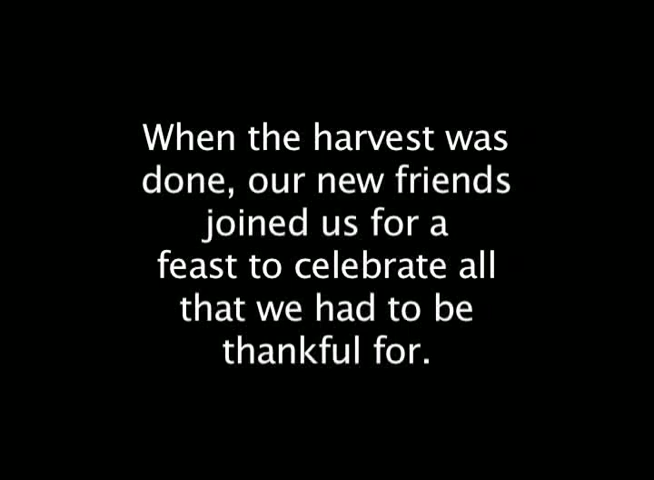 When the harvest was
done, our new friends
joined us for a
feast to celebrate all
that we had to be
thankful for.